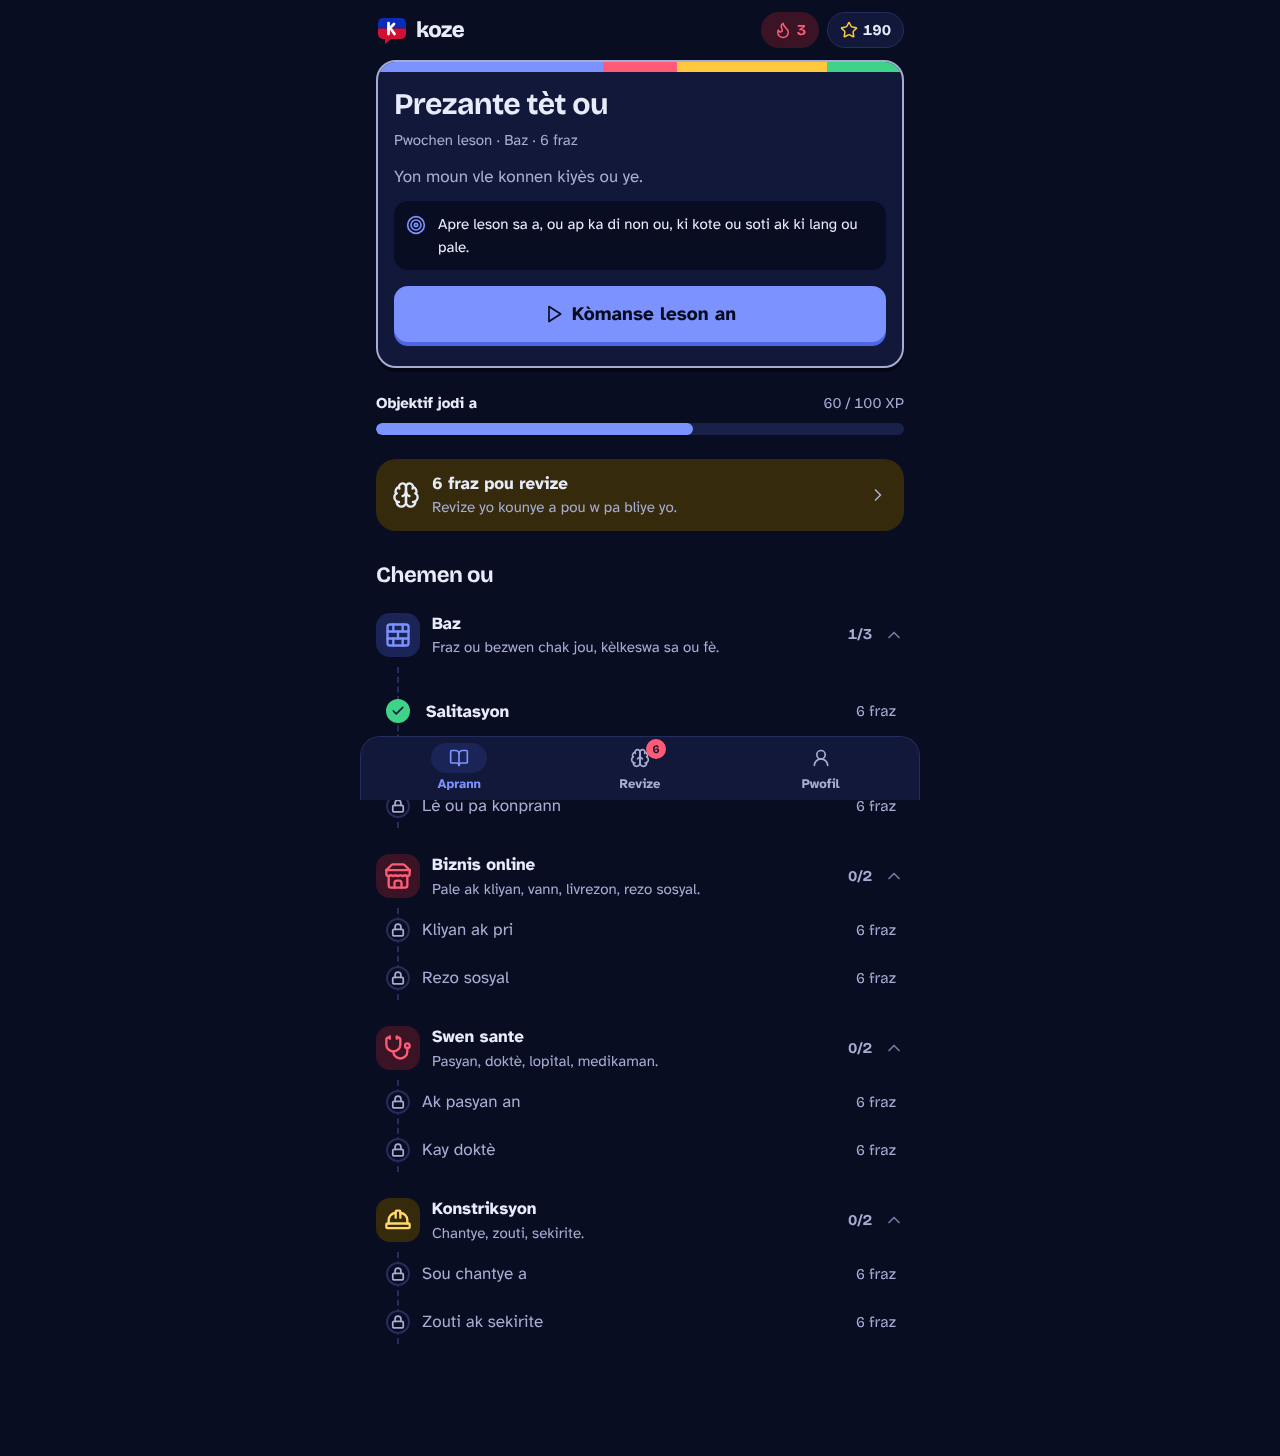 K koze
3
190
Prezante tèt ou
Pwochen leson · Baz · 6 fraz
Yon moun vle konnen kiyès ou ye.
Apre leson sa a, ou ap ka di non ou, ki kote ou soti ak ki lang ou
pale.
Kòmanse leson an
Objektif jodi a
60 / 100 XP
6 fraz pou revize
Revize yo kounye a pou w pa bliye yo.
Chemen ou
Baz
1/3
Fraz ou bezwen chak jou, kèlkeswa sa ou fè.
Salitasyon
6 fraz
6
Aprann
Revize
Pwofil
Lè ou pa konprann
6 fraz
Biznis online
0/2
Pale ak kliyan, vann, livrezon, rezo sosyal.
Kliyan ak pri
6 fraz
Rezo sosyal
6 fraz
Swen sante
0/2
Pasyan, doktè, lopital, medikaman.
Ak pasyan an
6 fraz
Kay doktè
6 fraz
Konstriksyon
0/2
Chantye, zouti, sekirite.
Sou chantye a
6 fraz
Zouti ak sekirite
6 fraz